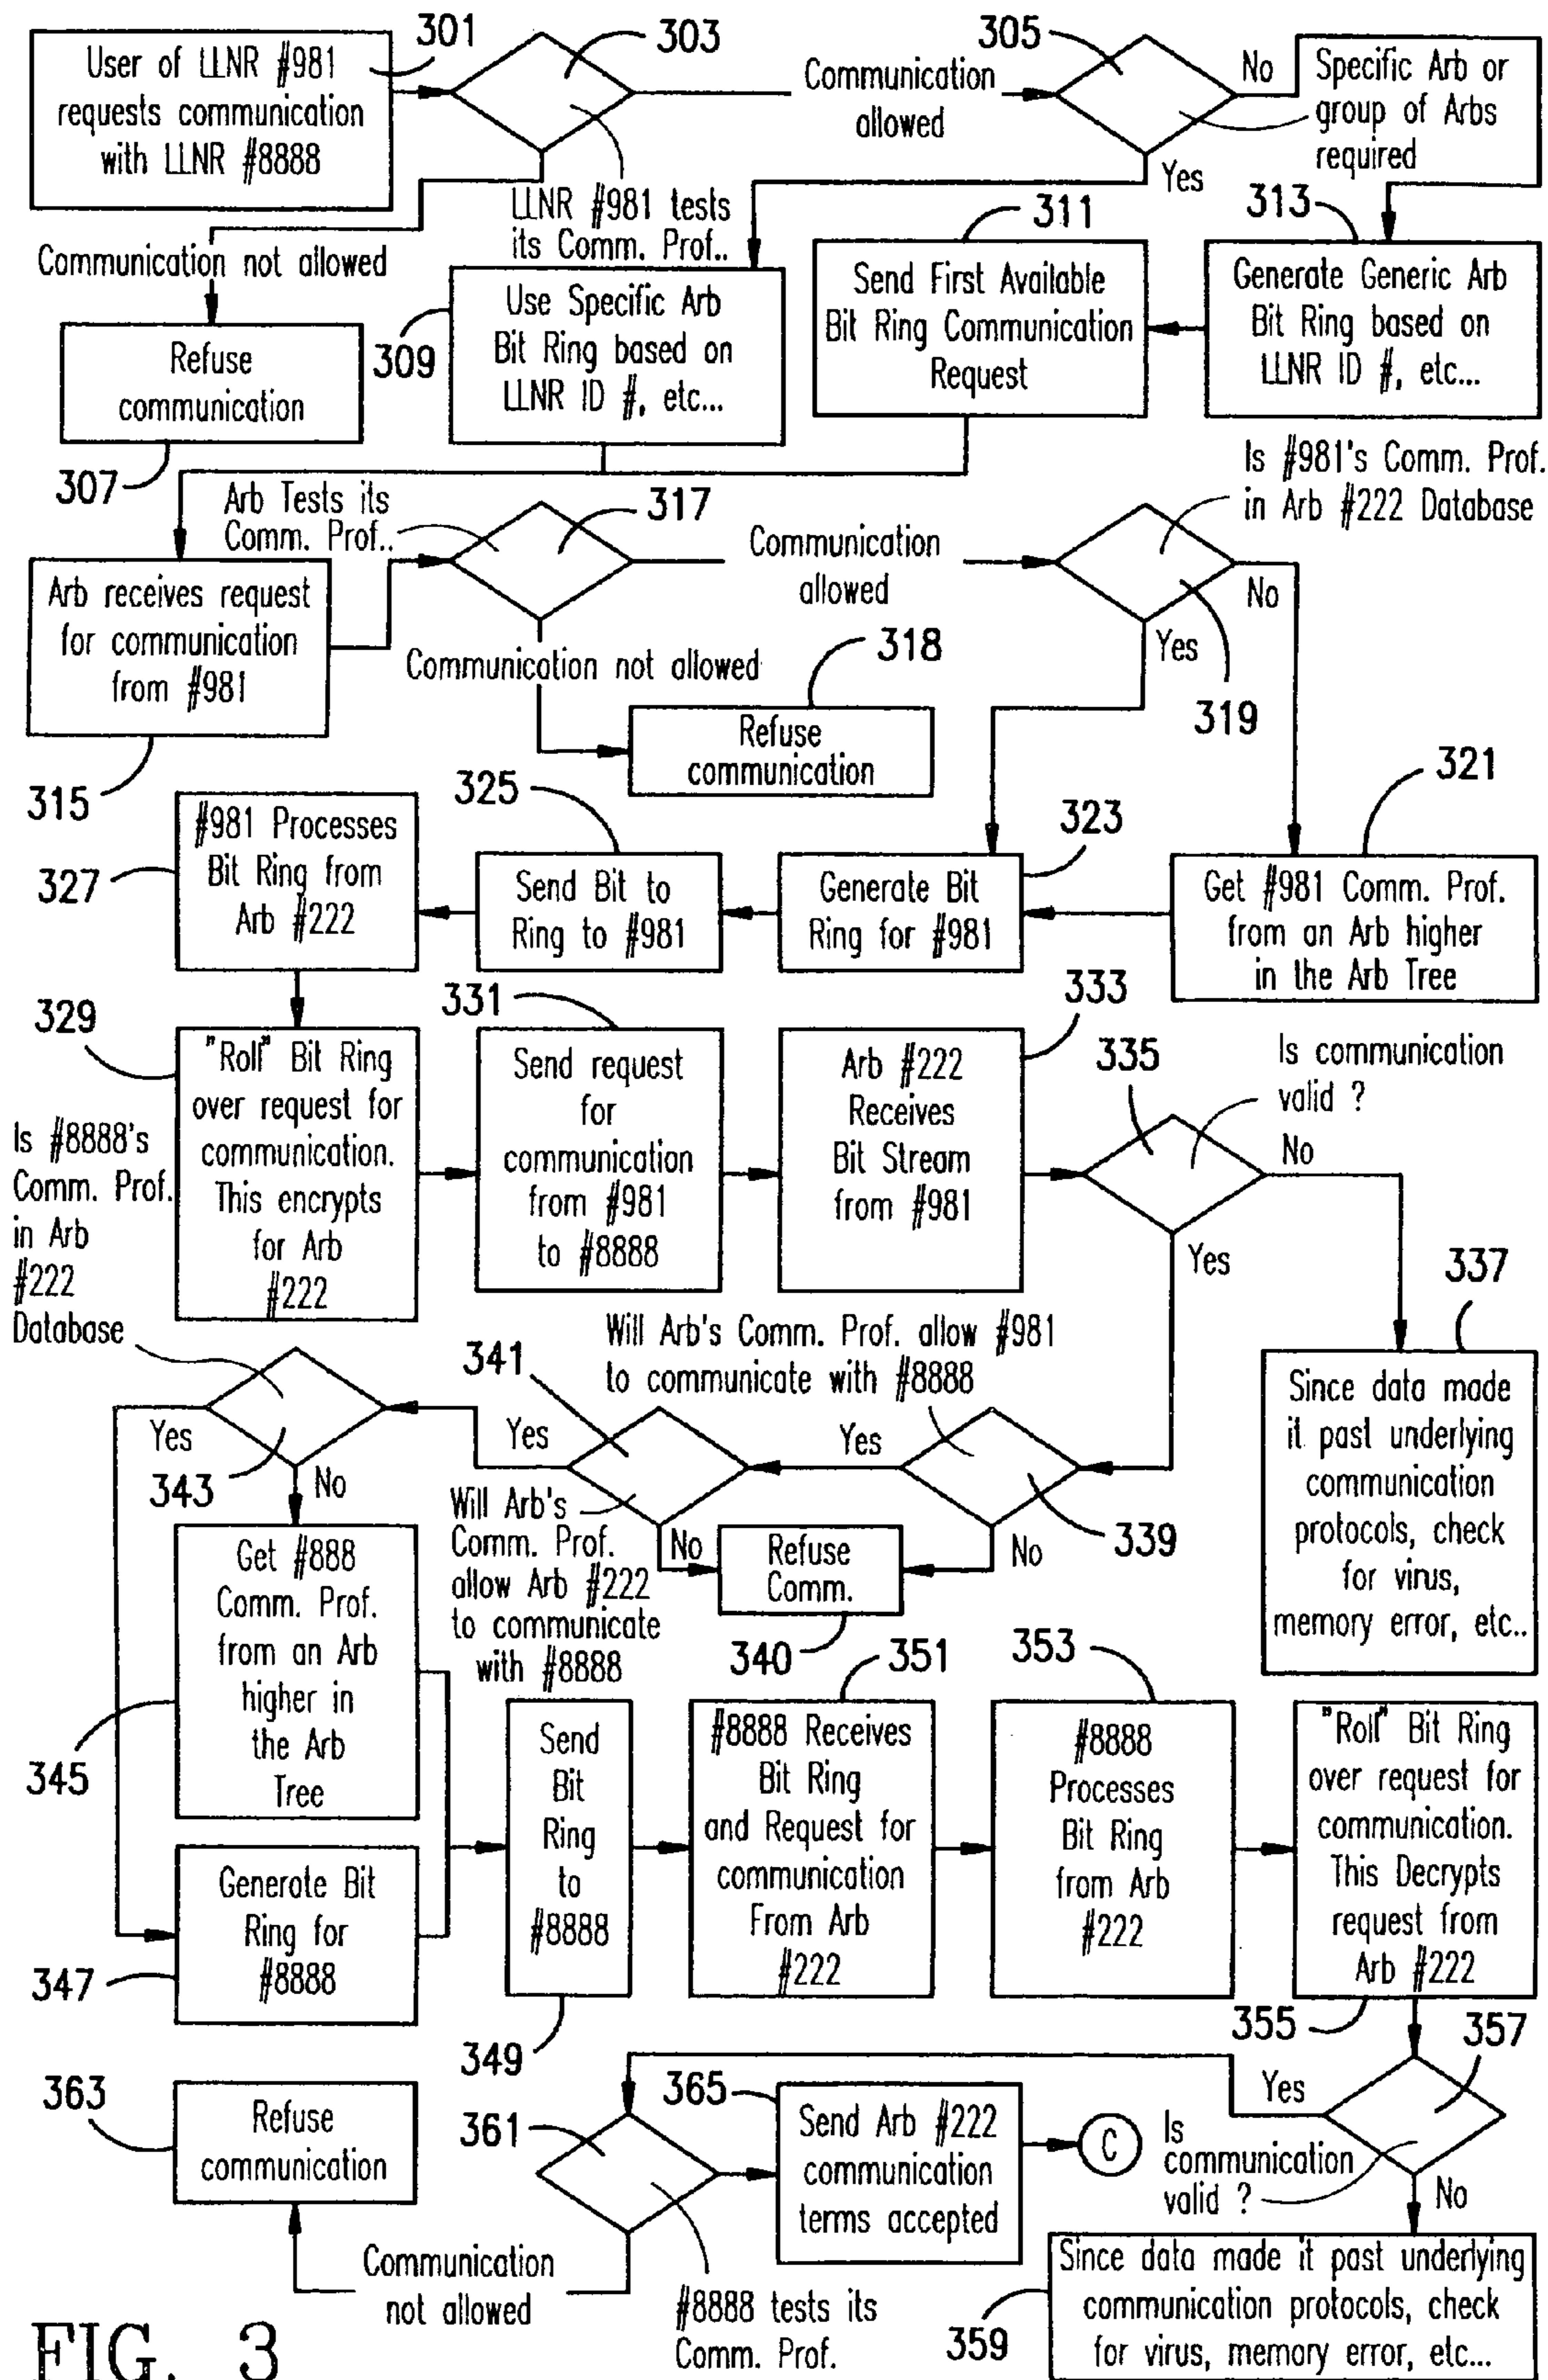 301
303
305
User of LLNR #981
requests communication
with LLNR #8888
Communication
allowed
No
Specific Arb or
group of Arbs
required
Yes
LLNR #981 tests
its Comm. Prof..
311
313
Communication not allowed
Use Specific Arb
Bit Ring based on
LLNR ID #, etc...
Send First Available
Bit Ring Communication
Request
Generate Generic Arb
Bit Ring based on
LLNR ID #, etc...
309
Refuse
communication
307
Arb Tests its
Comm. Prof..
317
Is #981's Comm. Prof.
in Arb #222 Database
Communication
allowed
No
Arb receives request
for communication
from #981
Communication not allowed
318
Yes
319
Refuse
communication
315
325
323
321
#981 Processes
Bit Ring from
Arb #222
327
Send Bit to
Ring to #981
Generate Bit
Ring for #981
Get #981 Comm. Prof.
from an Arb higher
in the Arb Tree
329
331
333
335
Is communication
valid ?
"Roll" Bit Ring
over request for
communication.
This encrypts
for Arb
#222
Send request
for
communication
from #981
to #8888
Arb #222
Receives
Bit Stream
from #981
No
Is #8888's
Comm. Prof.
in Arb
#222
Database
Yes
337
341
Will Arb's Comm. Prof. allow #981
to communicate with #8888
Since data made
it past underlying
communication
protocols, check
for virus,
memory error, etc..
Yes
343
No
Yes
Yes
Will Arb's
Comm. Prof.
allow Arb #222
to communicate
with #8888
No
Refuse
Comm.
No
339
340
Get #888
Comm. Prof.
from an Arb
higher in
the Arb
Tree
345
351
353
Send
Bit
Ring
to
#8888
#8888 Receives
Bit Ring
and Request for
communication
From Arb
#222
#8888
Processes
Bit Ring
from Arb
#222
"Roll" Bit Ring
over request for
communication.
This Decrypts
request from
Arb #222
Generate Bit
Ring for
#8888
347
349
355
357
363
Refuse
communication
361
365
Send Arb #222
communication
terms accepted
C
Yes
Is
communication
valid ?
No
Communication
not allowed
#8888 tests its
Comm. Prof.
359
Since data made it past underlying
communication protocols, check
for virus, memory error, etc...
FIG. 3